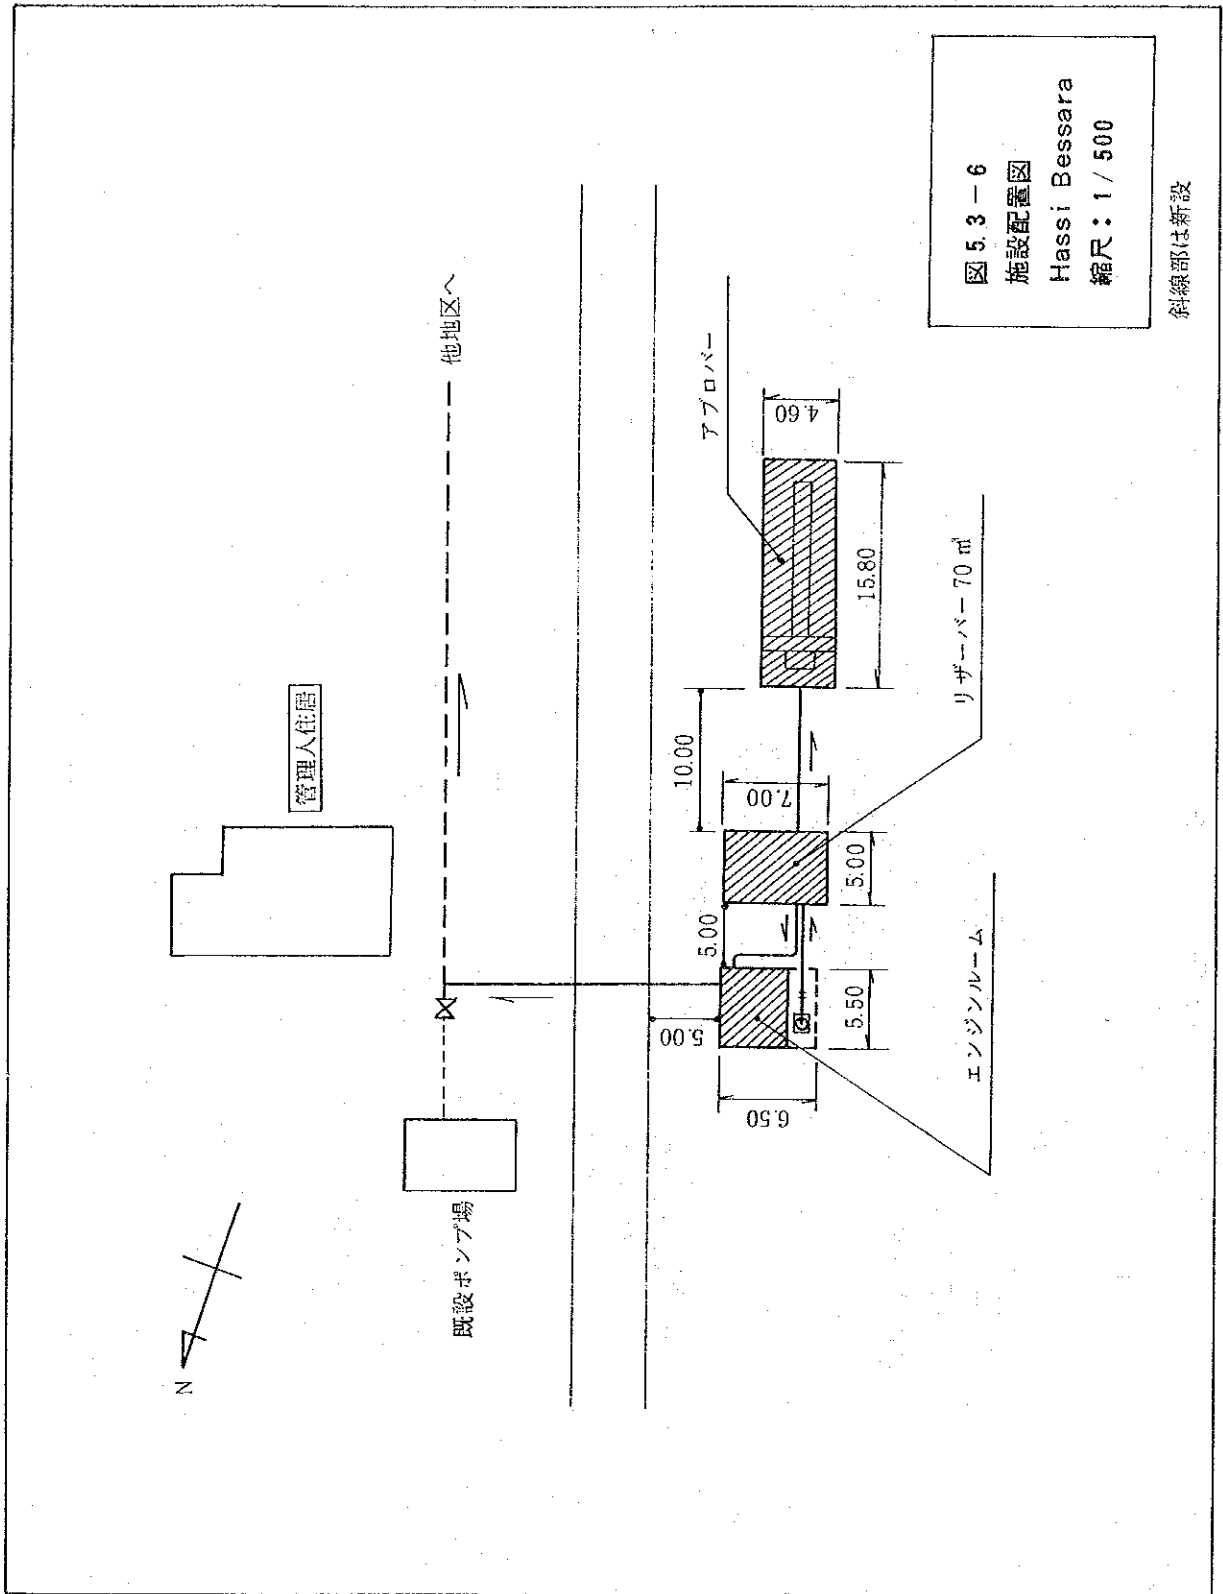 図 5.3－6
施設配置図
Hassi Bessara
縮尺：1/500
斜線部は新設
他地区へ
管理人住居
既設ポンプ場
N
アブロバー
4.60
15.80
10.00
7.00
リザーバー 70 ㎥
5.00
5.00
5.00
5.50
6.50
エンジンルーム